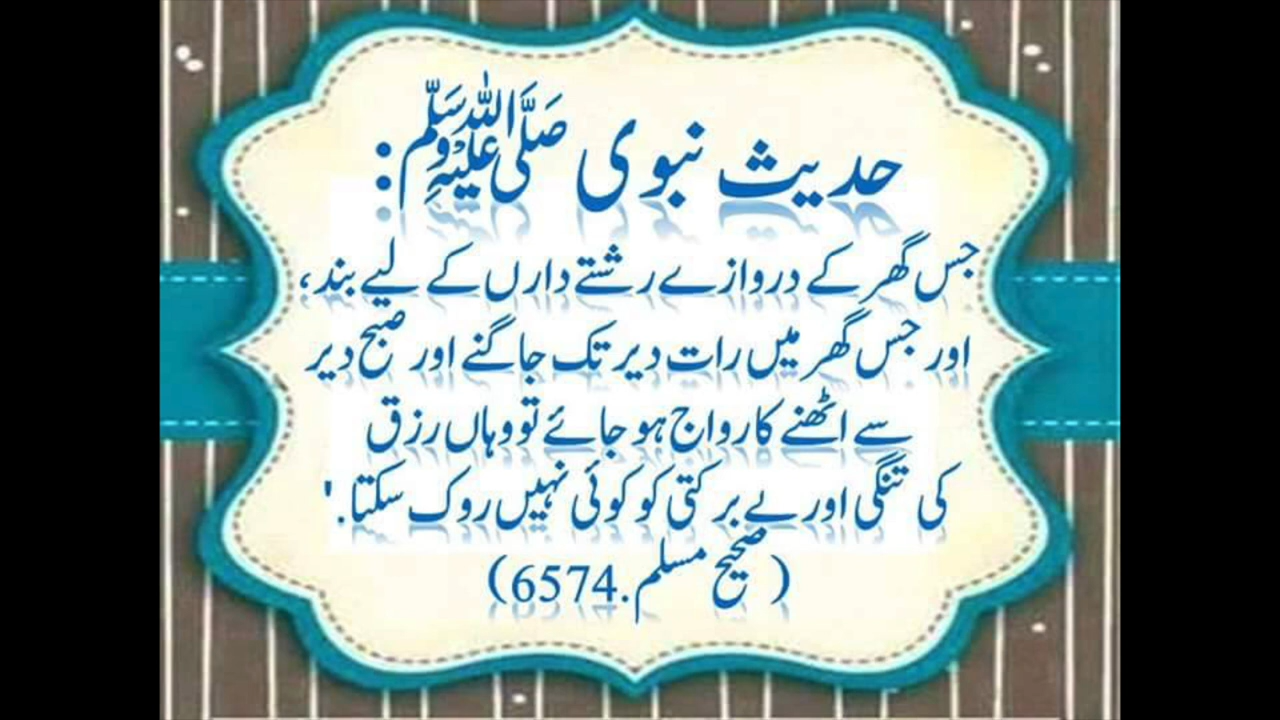 حدیث نبوی صَلَّی اللہُ عَلَیْہِ وَسَلَّم:
جس گھر کے دروازے رشتے دارں کے لیے بند،
اور جس گھر میں رات دیر تک جاگنے اور صبح دیر
سے اٹھنے کا رواج ہو جائے تو وہاں رزق
کی تنگی اور بے برکتی کو کوئی نہیں روک سکتا.'
(صحیح مسلم.6574)